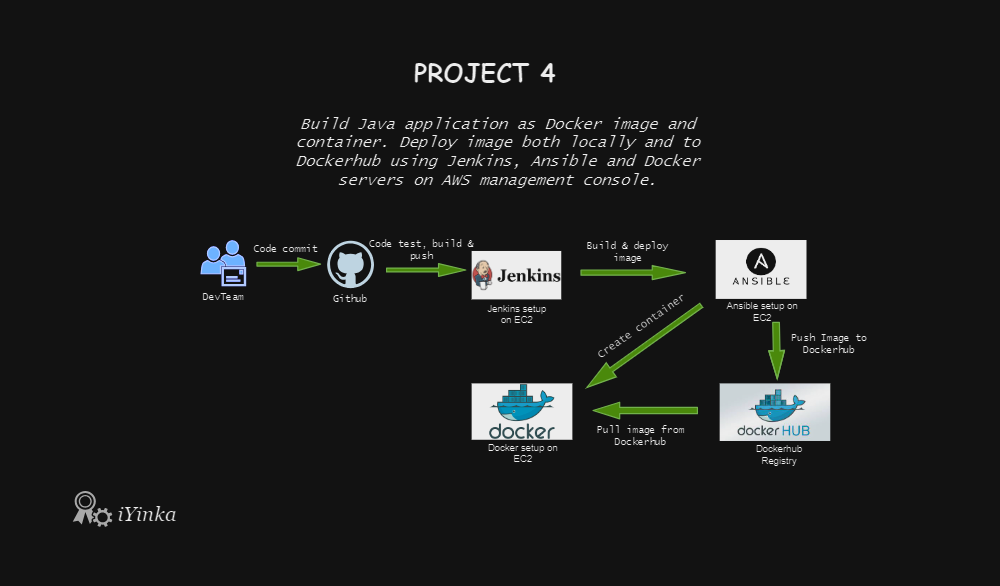 PROJECT 4
Build Java application as Docker image and
container. Deploy image both locally and to
Dockerhub using Jenkins, Ansible and Docker
servers on AWS management console.
Code commit
DevTeam
Github
Code test, build &
push
Jenkins
Jenkins setup
on EC2
Build & deploy
image
ANSIBLE
Ansible setup on
EC2
Create container
Push Image to
Dockerhub
docker
Docker setup on
EC2
Pull image from
Dockerhub
docker HUB
Dockerhub
Registry
iYinka